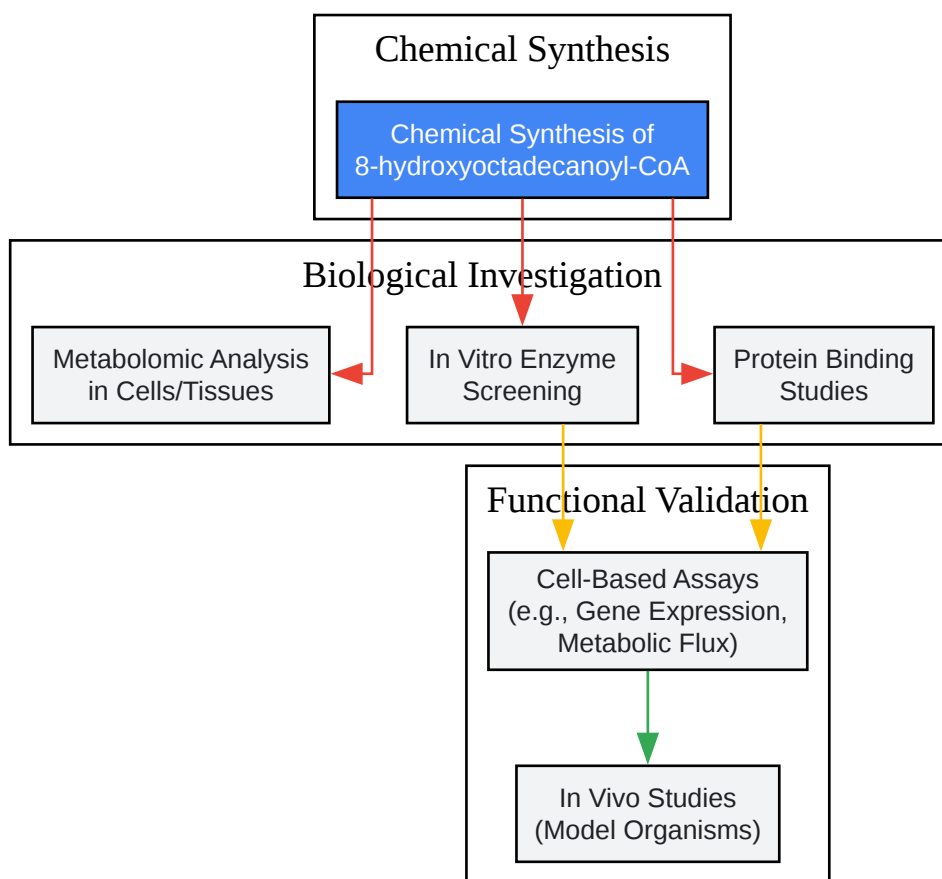 Chemical Synthesis
Chemical Synthesis of
8-hydroxyoctadecanoyl-CoA
Biological Investigation
Metabolomic Analysis
in Cells/Tissues
In Vitro Enzyme
Screening
Protein Binding
Studies
Functional Validation
Cell-Based Assays
(e.g., Gene Expression,
Metabolic Flux)
In Vivo Studies
(Model Organisms)